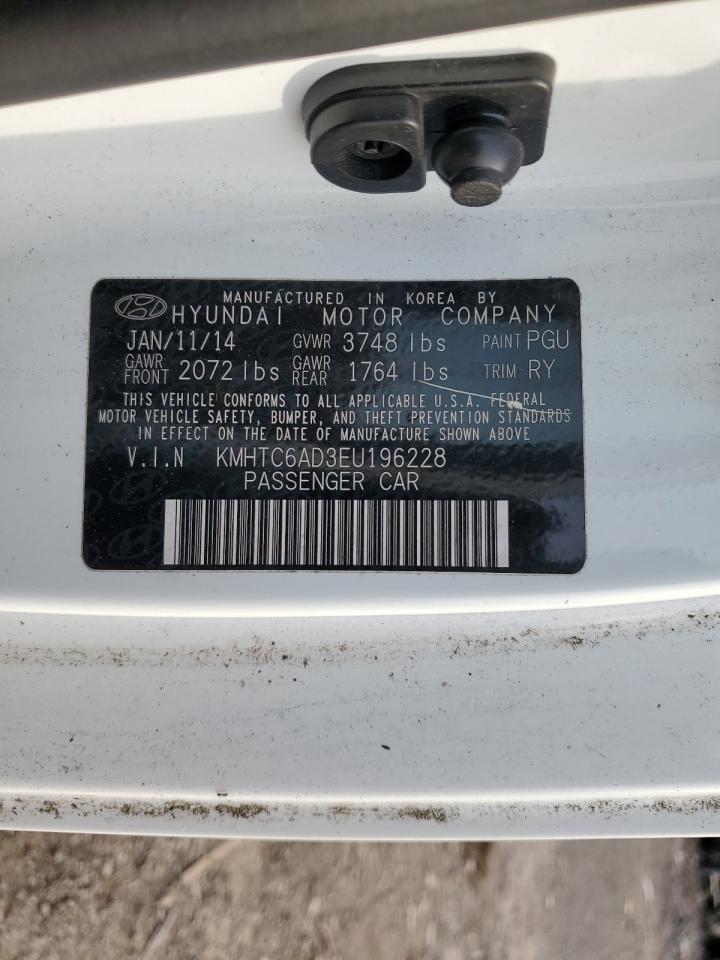 MANUFACTURED IN KOREA BY
HYUNDAI MOTOR COMPANY
JAN/11/14 GVWR 3748 lbs PAINT PGU
GAWR FRONT 2072 lbs GAWR REAR 1764 lbs TRIM RY
THIS VEHICLE CONFORMS TO ALL APPLICABLE U.S.A. FEDERAL
MOTOR VEHICLE SAFETY, BUMPER, AND THEFT PREVENTION STANDARDS
IN EFFECT ON THE DATE OF MANUFACTURE SHOWN ABOVE
V.I.N KMHTC6AD3EU196228
PASSENGER CAR